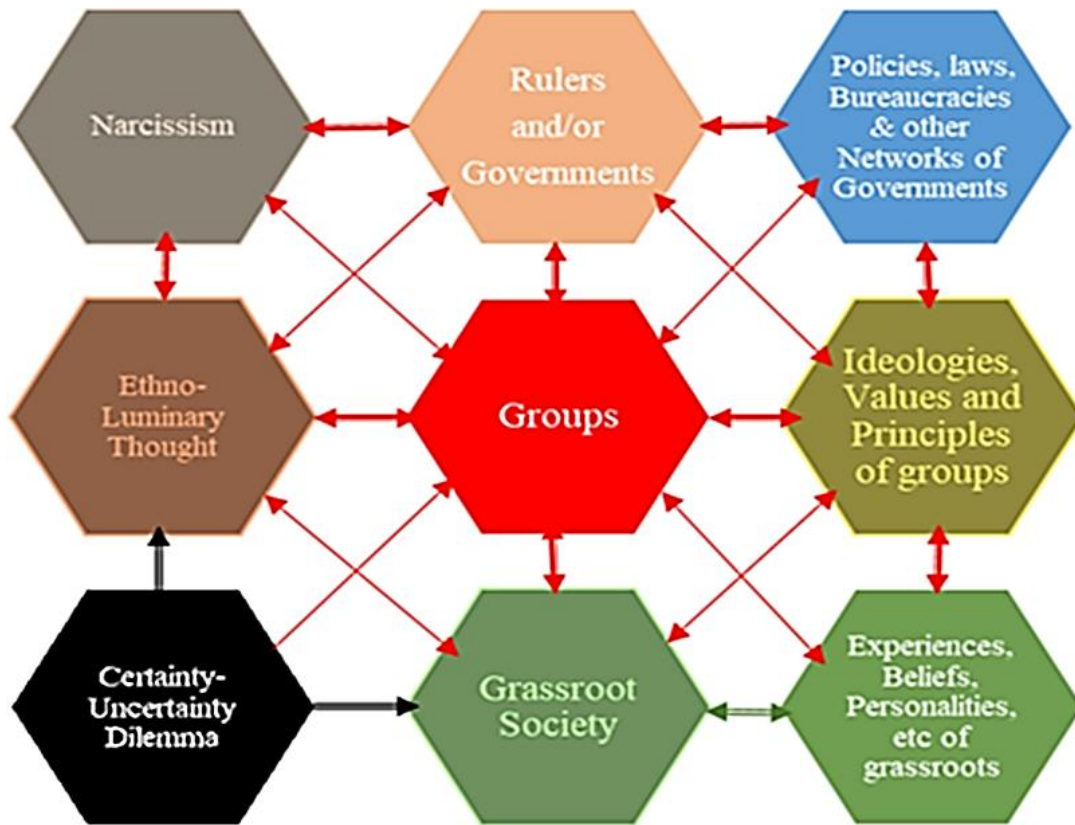 Narcissism
Rulers
and/or
Governments
Policies, laws,
Bureaucracies
& other
Networks of
Governments
Ethno-
Luminary
Thought
Groups
Ideologies,
Values and
Principles
of groups
Certainty-
Uncertainty
Dilemma
Grassroot
Society
Experiences,
Beliefs,
Personalities,
etc of
grassroots